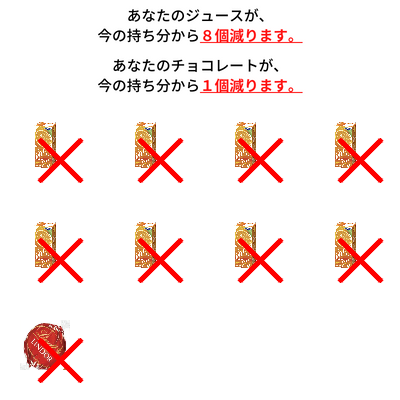 あなたのジュースが、
今の持ち分から８個減ります。
あなたのチョコレートが、
今の持ち分から１個減ります。
LINDOR